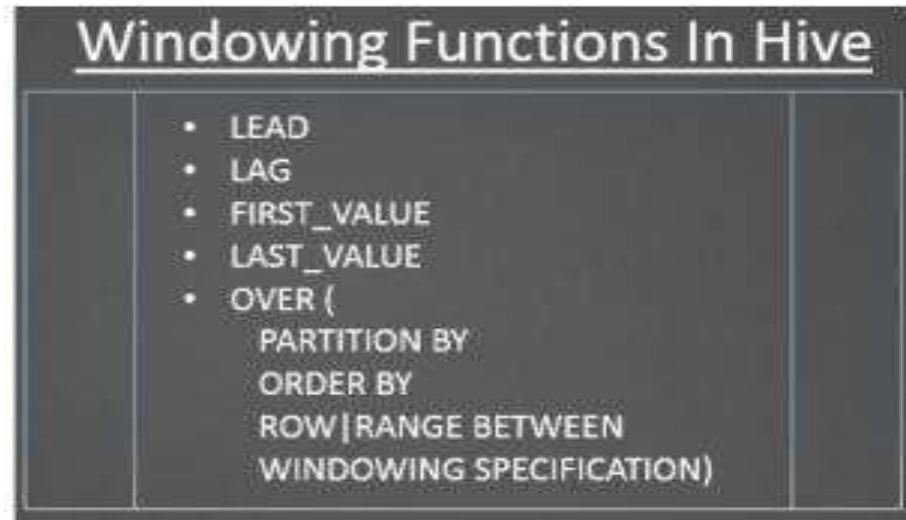 Windowing Functions In Hive
• LEAD
• LAG
• FIRST_VALUE
• LAST_VALUE
• OVER (
PARTITION BY
ORDER BY
ROW|RANGE BETWEEN
WINDOWING SPECIFICATION)